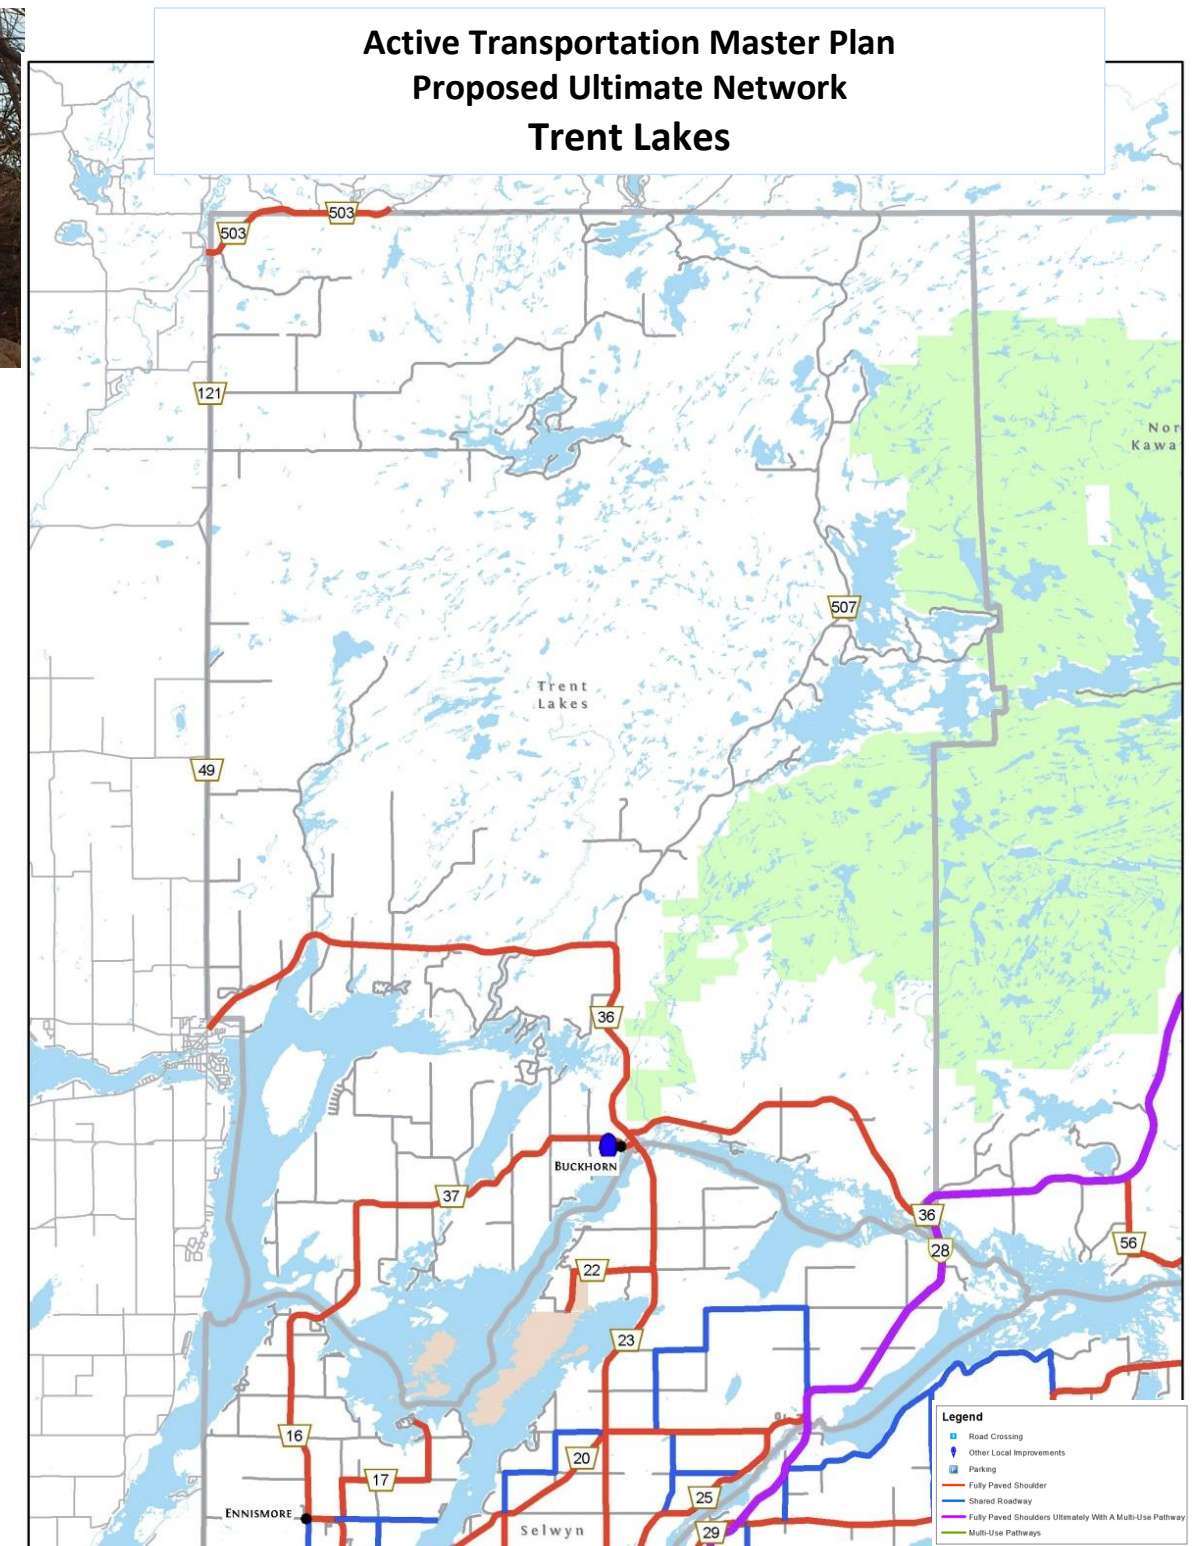 Active Transportation Master Plan
Proposed Ultimate Network
Trent Lakes
503
503
121
Nor
Kawa
507
Trent
Lakes
49
36
BUCKHORN
37
36
28
56
22
23
16
20
17
25
ENNISMORE
Selwyn
29
Legend
Road Crossing
Other Local Improvements
Parking
Fully Paved Shoulder
Shared Roadway
Fully Paved Shoulders Ultimately With A Multi-Use Pathway
Multi-Use Pathways